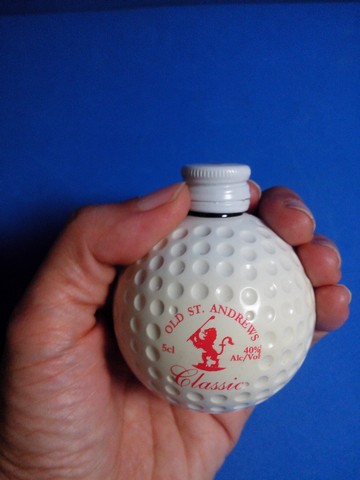 OLD ST. ANDREWS
5cl
40%
Alc/Vol
Classic